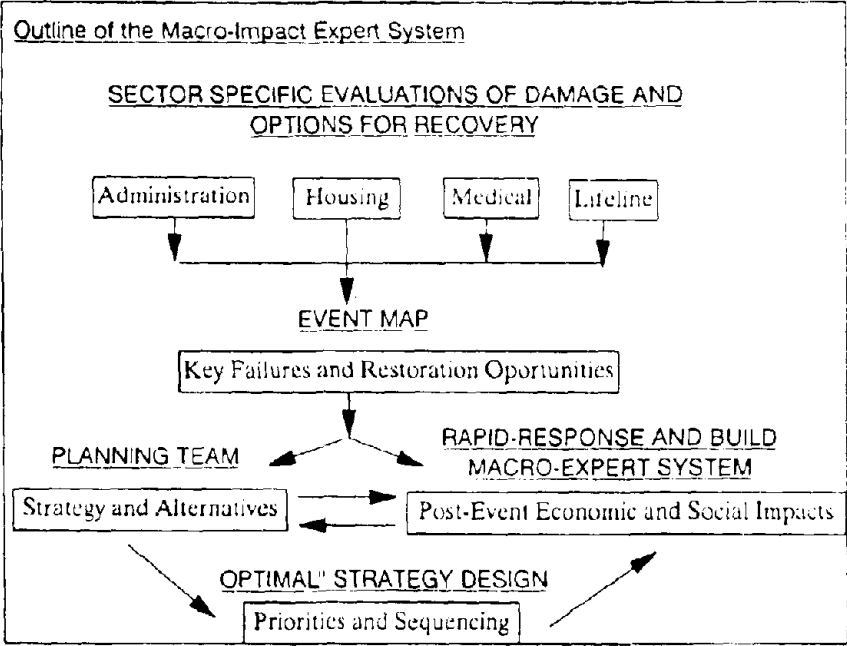 Outline of the Macro-Impact Expert System
SECTOR SPECIFIC EVALUATIONS OF DAMAGE AND
OPTIONS FOR RECOVERY
Administration
Housing
Medical
Lifeline
EVENT MAP
Key Failures and Restoration Oportunities
PLANNING TEAM
RAPID-RESPONSE AND BUILD
MACRO-EXPERT SYSTEM
Strategy and Alternatives
Post-Event Economic and Social Impacts
OPTIMAL" STRATEGY DESIGN
Priorities and Sequencing